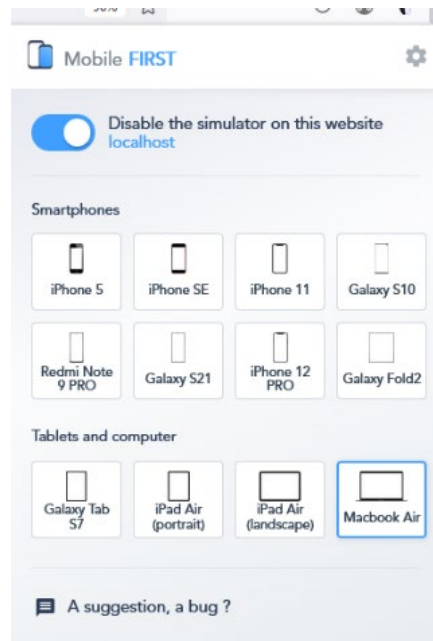 Mobile FIRST
Disable the simulator on this website
localhost
Smartphones
iPhone 5
iPhone SE
iPhone 11
Galaxy S10
Redmi Note
9 PRO
Galaxy S21
iPhone 12
PRO
Galaxy Fold2
Tablets and computer
Galaxy Tab
S7
iPad Air
(portrait)
iPad Air
(landscape)
Macbook Air
A suggestion, a bug ?